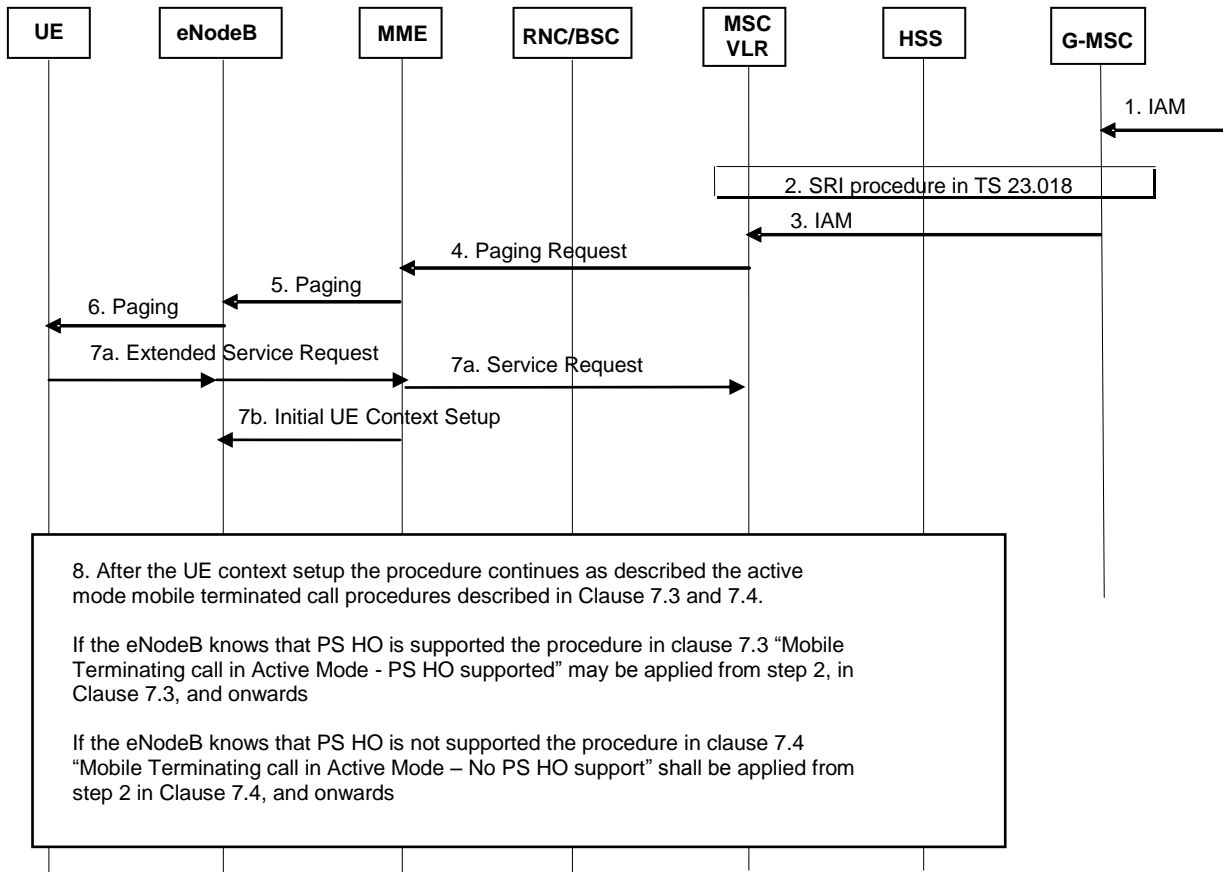 UE
eNodeB
MME
RNC/BSC
MSC
VLR
HSS
G-MSC
1. IAM
2. SRI procedure in TS 23.018
3. IAM
4. Paging Request
5. Paging
6. Paging
7a. Extended Service Request
7a. Service Request
7b. Initial UE Context Setup
8. After the UE context setup the procedure continues as described the active
mode mobile terminated call procedures described in Clause 7.3 and 7.4.
If the eNodeB knows that PS HO is supported the procedure in clause 7.3 “Mobile
Terminating call in Active Mode - PS HO supported” may be applied from step 2, in
Clause 7.3, and onwards
If the eNodeB knows that PS HO is not supported the procedure in clause 7.4
“Mobile Terminating call in Active Mode – No PS HO support” shall be applied from
step 2 in Clause 7.4, and onwards